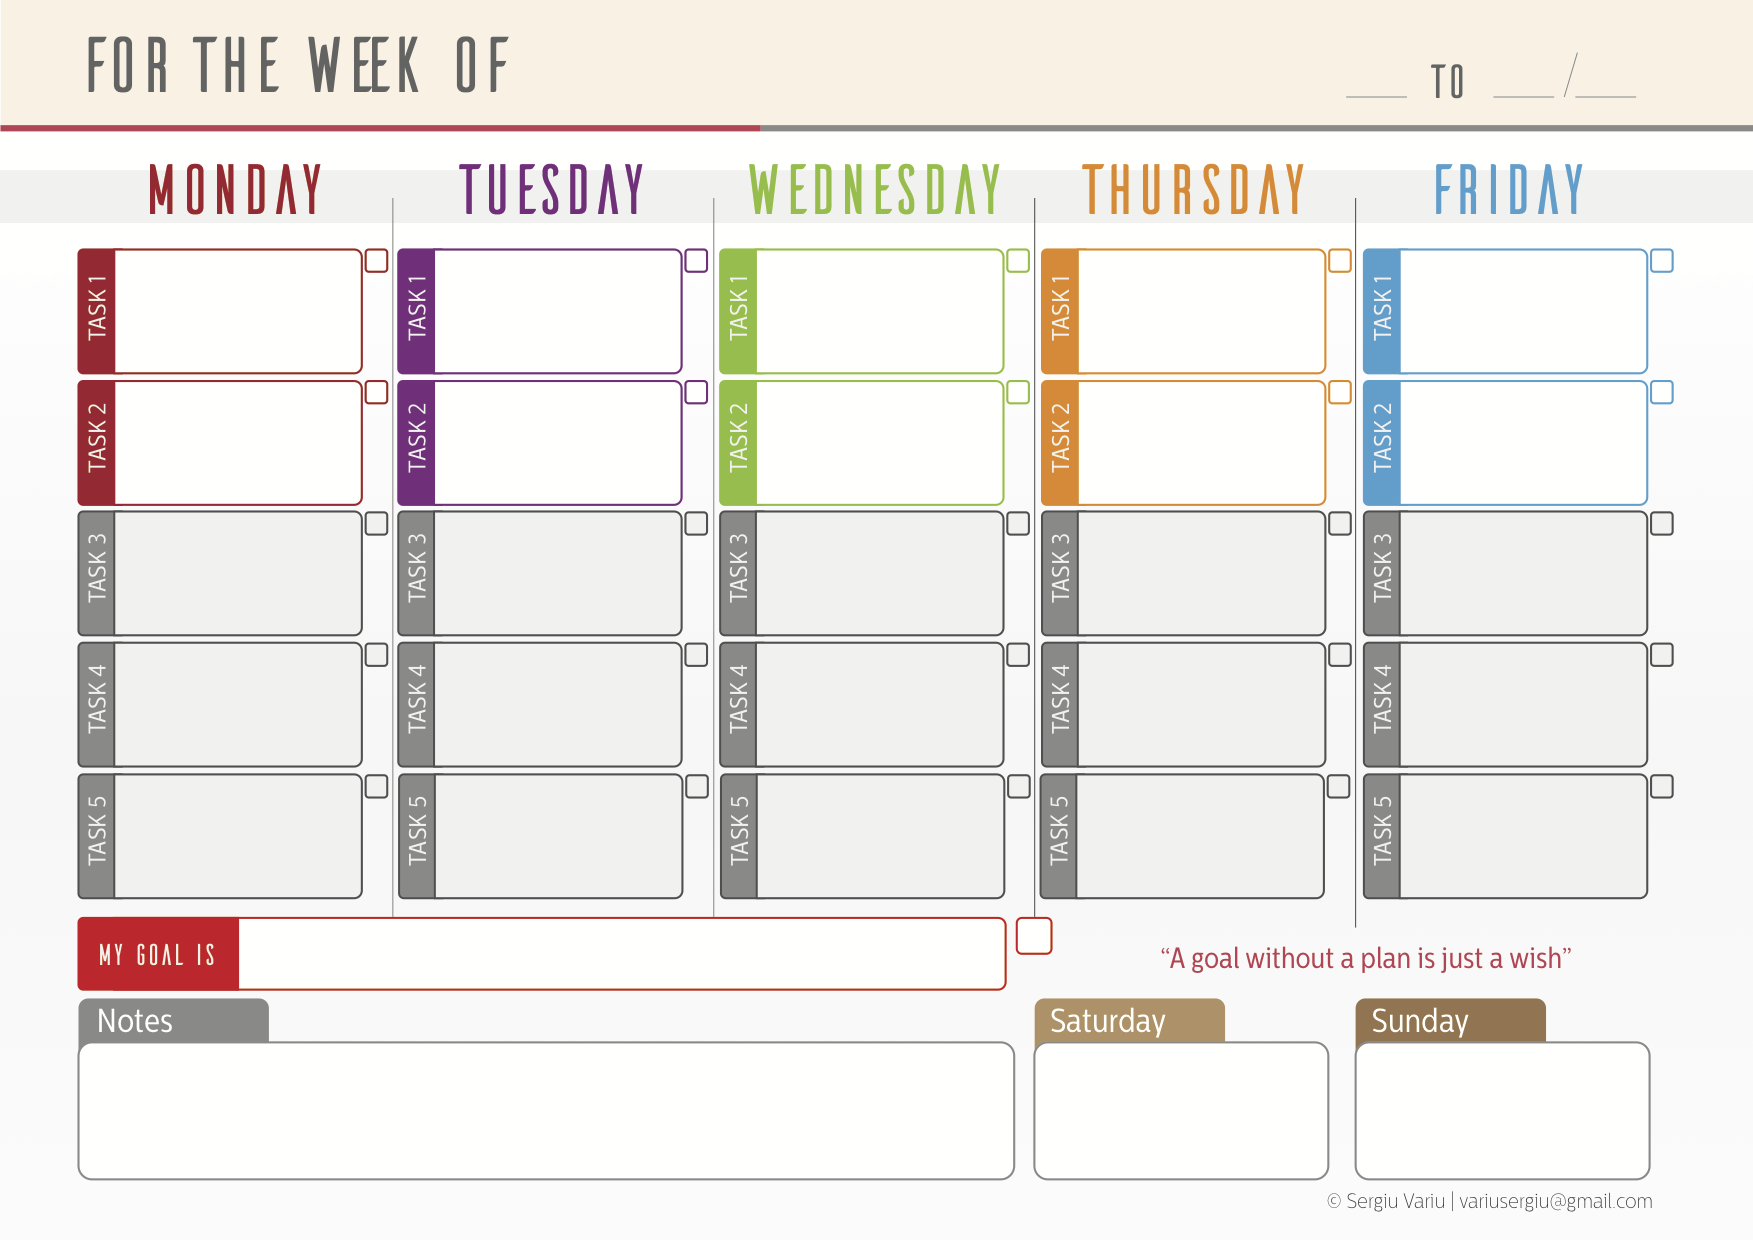 FOR THE WEEK OF
TO /
MONDAY TUESDAY WEDNESDAY THURSDAY FRIDAY
TASK 1 TASK 1 TASK 1 TASK 1 TASK 1
TASK 2 TASK 2 TASK 2 TASK 2 TASK 2
TASK 3 TASK 3 TASK 3 TASK 3 TASK 3
TASK 4 TASK 4 TASK 4 TASK 4 TASK 4
TASK 5 TASK 5 TASK 5 TASK 5 TASK 5
MY GOAL IS
“A goal without a plan is just a wish”
Notes Saturday Sunday
© Sergiu Variu | variusergiu@gmail.com